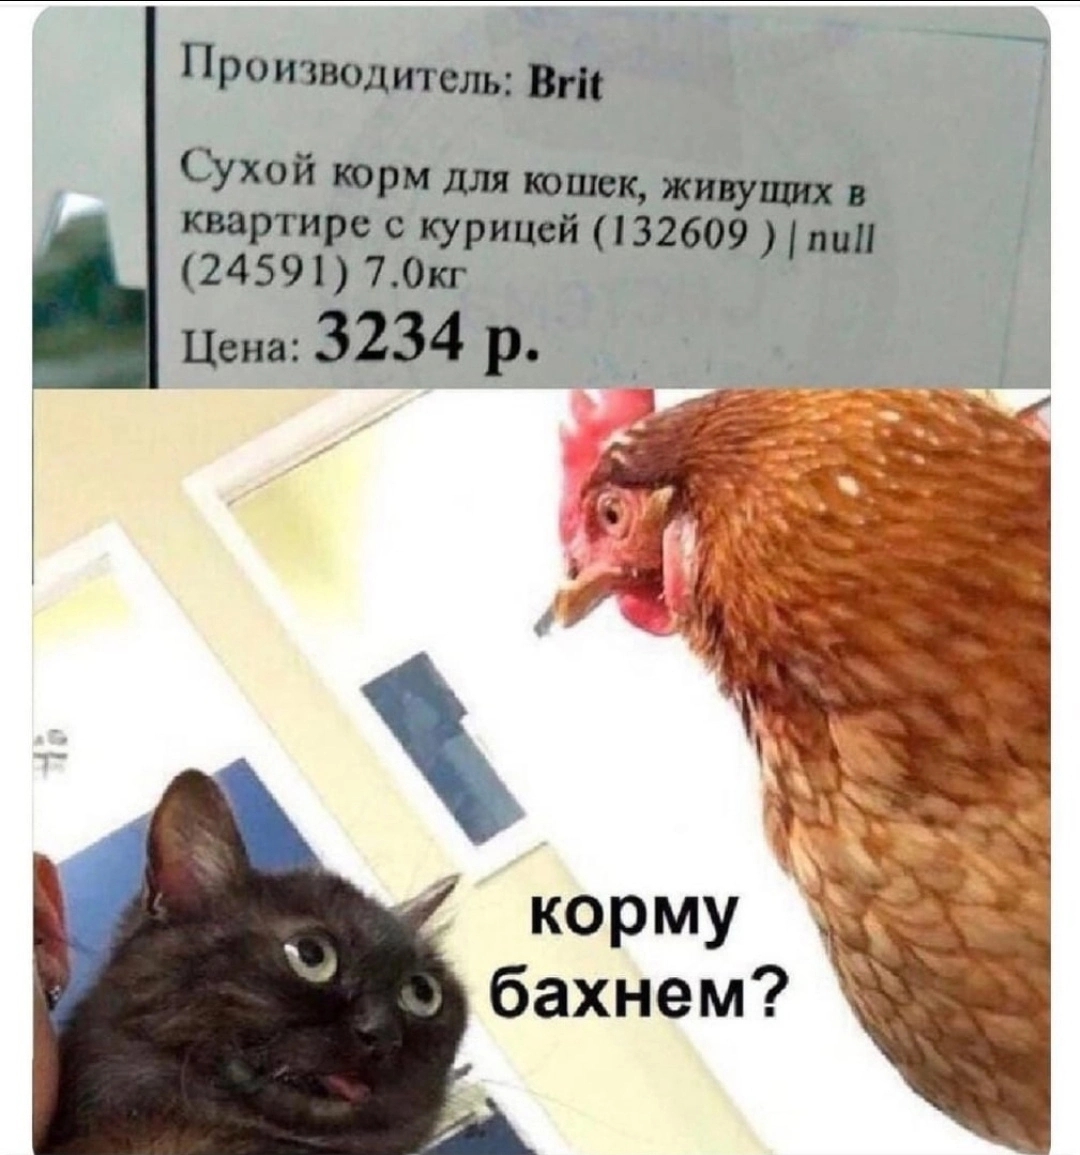 Производитель: Brit
Сухой корм для кошек, живущих в
квартире с курицей (132609 ) | null
(24591) 7.0кг
Цена: 3234 р.
корму
бахнем?